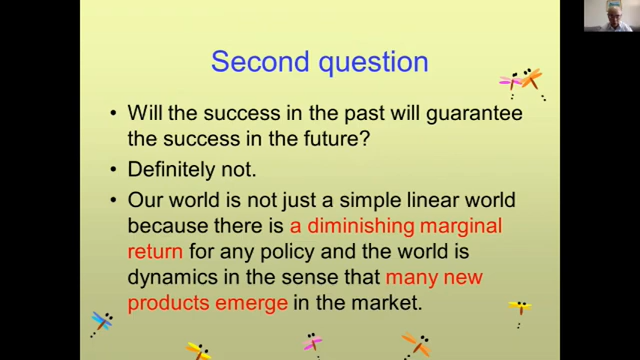 Second question
• Will the success in the past will guarantee
the success in the future?
• Definitely not.
• Our world is not just a simple linear world
because there is a diminishing marginal
return for any policy and the world is
dynamics in the sense that many new
products emerge in the market.